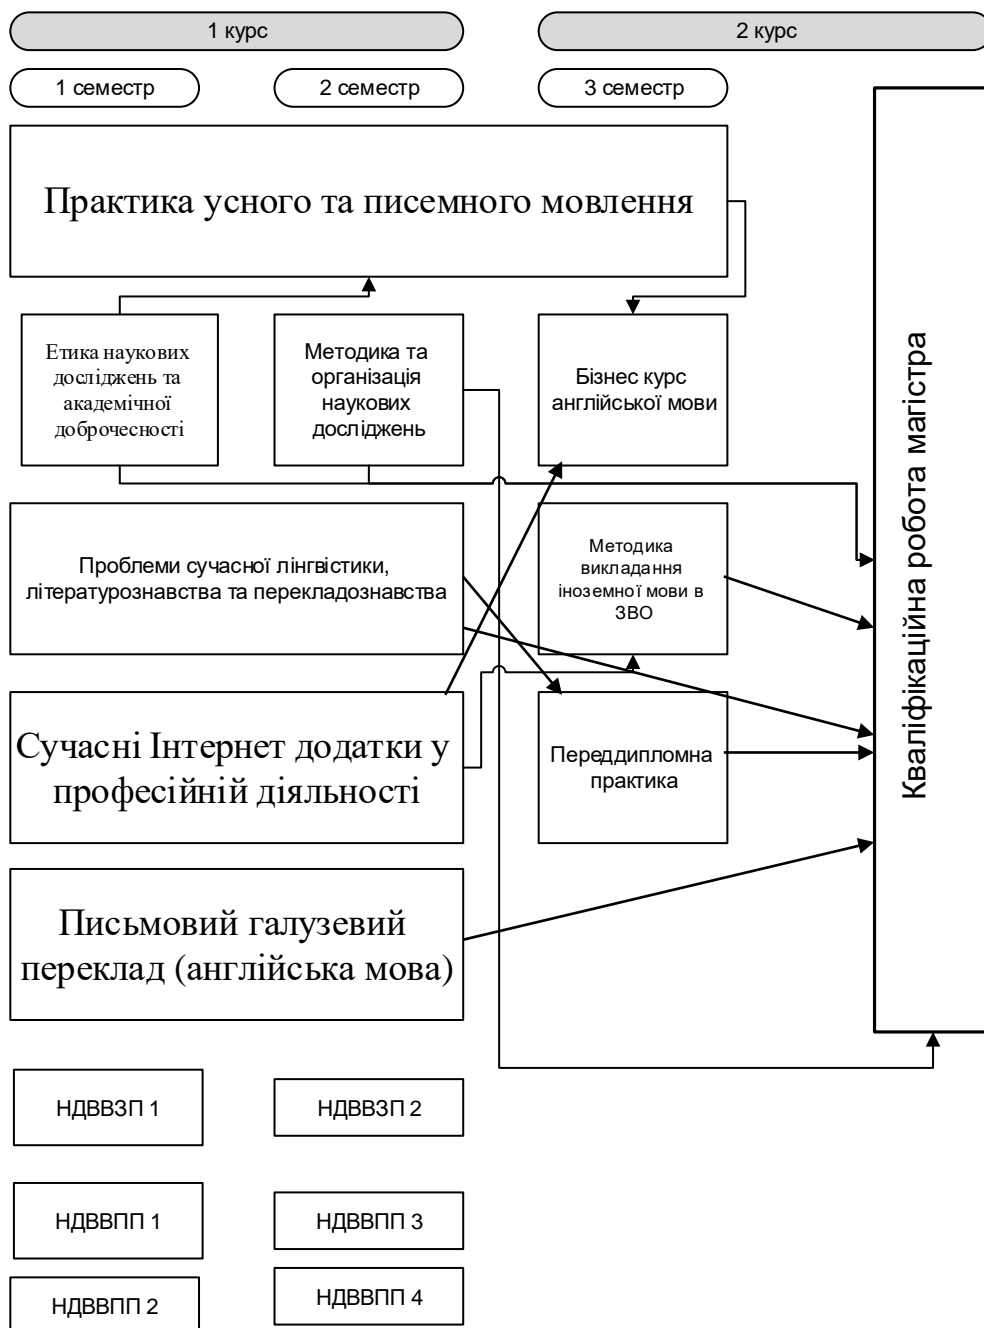 1 курс
2 курс
1 семестр
2 семестр
3 семестр
Практика усного та писемного мовлення
Етика наукових
досліджень та
академічної
доброчесності
Методика та
організація
наукових
досліджень
Бізнес курс
англійської мови
Кваліфікаційна робота магістра
Проблеми сучасної лінгвістики,
літературознавства та перекладознавства
Методика
викладання
іноземної мови в
ЗВО
Сучасні Інтернет додатки у
професійній діяльності
Переддипломна
практика
Письмовий галузевий
переклад (англійська мова)
НДВВЗП 1
НДВВЗП 2
НДВВПП 1
НДВВПП 3
НДВВПП 2
НДВВПП 4